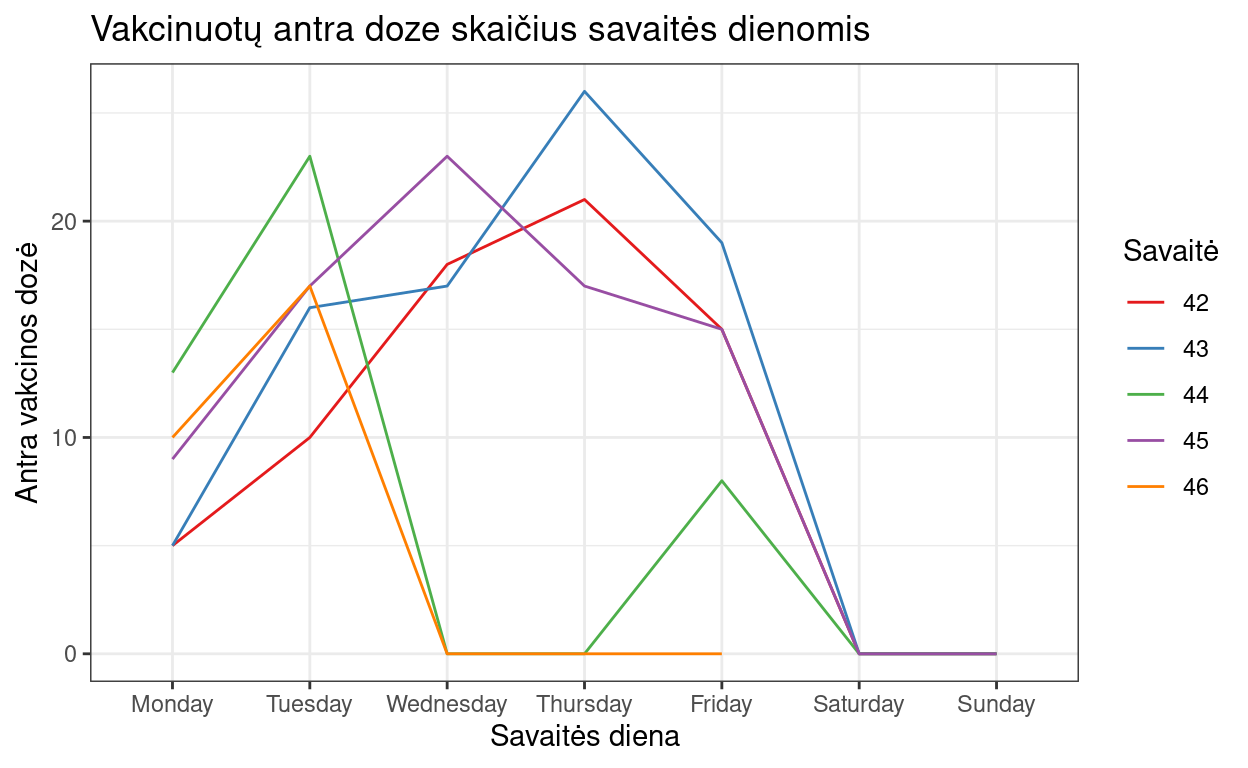 Vakcinuotų antra doze skaičius savaitės dienomis
Antra vakcinos dozė
20
10
0
Monday
Tuesday
Wednesday
Thursday
Friday
Saturday
Sunday
Savaitės diena
Savaitė
42
43
44
45
46